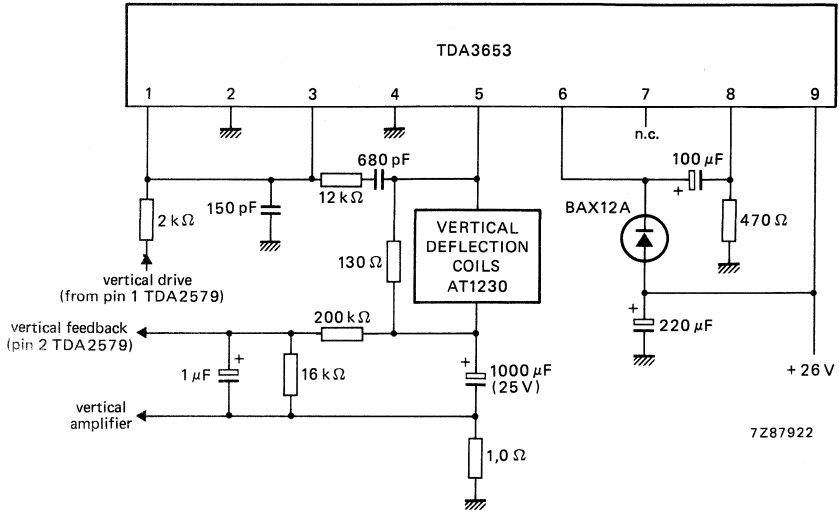 TDA3653
1 2 3 4 5 6 7 8 9
n.c.
680 pF
100 µF
+
12 kΩ
150 pF
2 kΩ
BAX12A
470 Ω
VERTICAL
DEFLECTION
COILS
AT1230
130 Ω
vertical drive
(from pin 1 TDA2579)
200 kΩ
+
220 µF
vertical feedback
(pin 2 TDA2579)
+
1 µF
16 kΩ
+
1000 µF
(25 V)
+ 26 V
vertical
amplifier
7Z87922
1,0 Ω